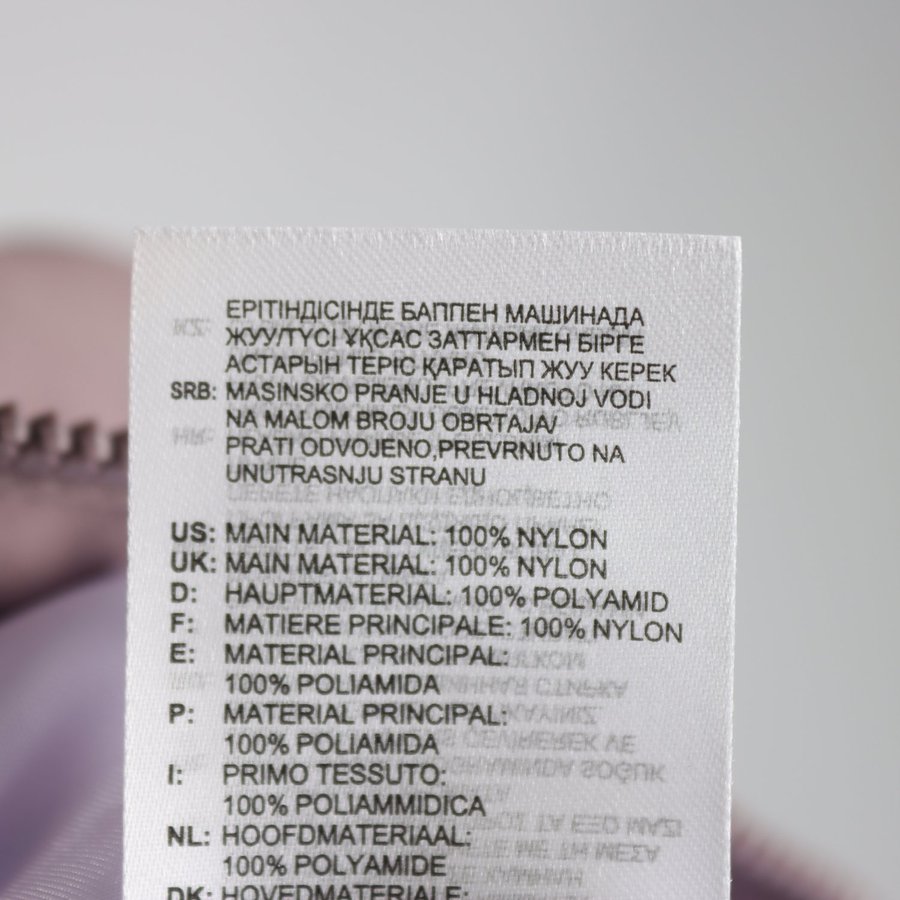 ЕРІТІНДІСІНДЕ БАППЕН МАШИНАДА
ЖУУ/ТҮСІ ҰҚСАС ЗАТТАРМЕН БІРГЕ
АСТАРЫН ТЕРІС ҚАРАТЫП ЖУУ КЕРЕК
SRB: MASINSKO PRANJE U HLADNOJ VODI
NA MALOM BROJU OBRTAJA/
PRATI ODVOJENO,PREVRNUTO NA
UNUTRASNJU STRANU
US: MAIN MATERIAL: 100% NYLON
UK: MAIN MATERIAL: 100% NYLON
D: HAUPTMATERIAL: 100% POLYAMID
F: MATIERE PRINCIPALE: 100% NYLON
E: MATERIAL PRINCIPAL:
100% POLIAMIDA
P: MATERIAL PRINCIPAL:
100% POLIAMIDA
I: PRIMO TESSUTO:
100% POLIAMMIDICA
NL: HOOFDMATERIAAL:
100% POLYAMIDE
DK: HOVEDMATERIALE: